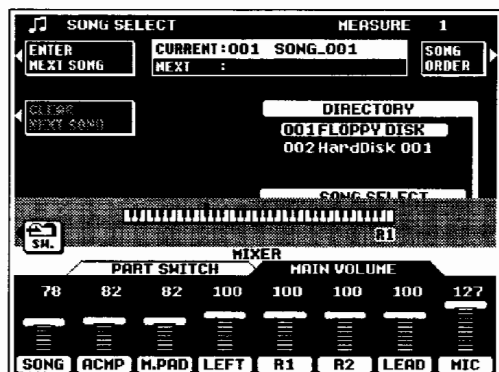 SONG SELECT MEASURE 1
ENTER NEXT SONG
CURRENT:001 SONG_001
NEXT :
SONG ORDER
CLEAR NEXT SONG
DIRECTORY
001 FLOPPY DISK
002 HardDisk 001
SONG SELECT
R1
SW.
MIXER
PART SWITCH MAIN VOLUME
78 82 82 100 100 100 100 127
SONG ACMP M.PAD LEFT R1 R2 LEAD MIC